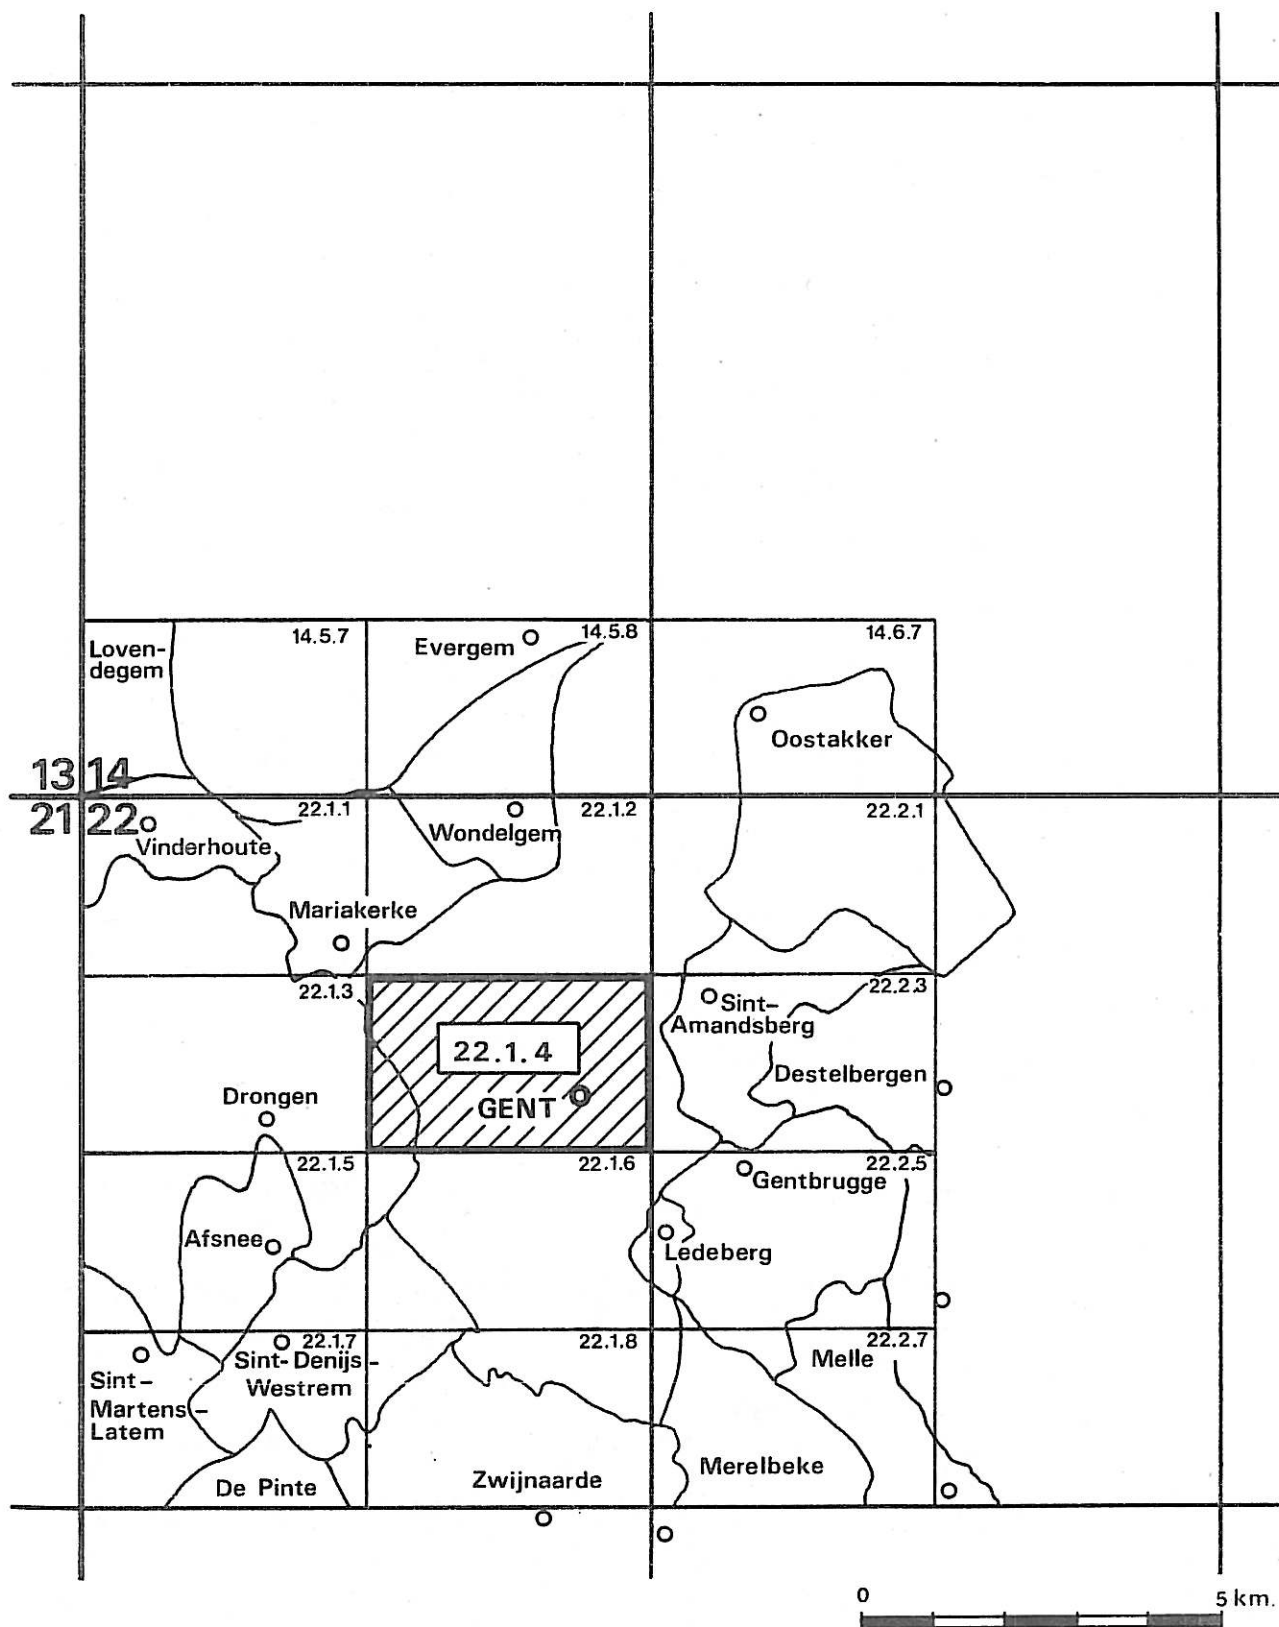 14.5.7
14.5.8
14.6.7
Loven-
degem
Evergem
Oostakker
13 14
21 22
22.1.1
22.1.2
22.2.1
Vinderhoute
Wondelgem
Mariakerke
22.1.3
22.2.3
Sint-
Amandsberg
22.1.4
Destelbergen
Drongen
GENT
22.1.5
22.1.6
22.2.5
Gentbrugge
Afsnee
Ledeberg
22.1.7
22.1.8
22.2.7
Sint-Denijs-
Westrem
Melle
Sint-
Martens-
Latem
De Pinte
Zwijnaarde
Merelbeke
0 5 km.